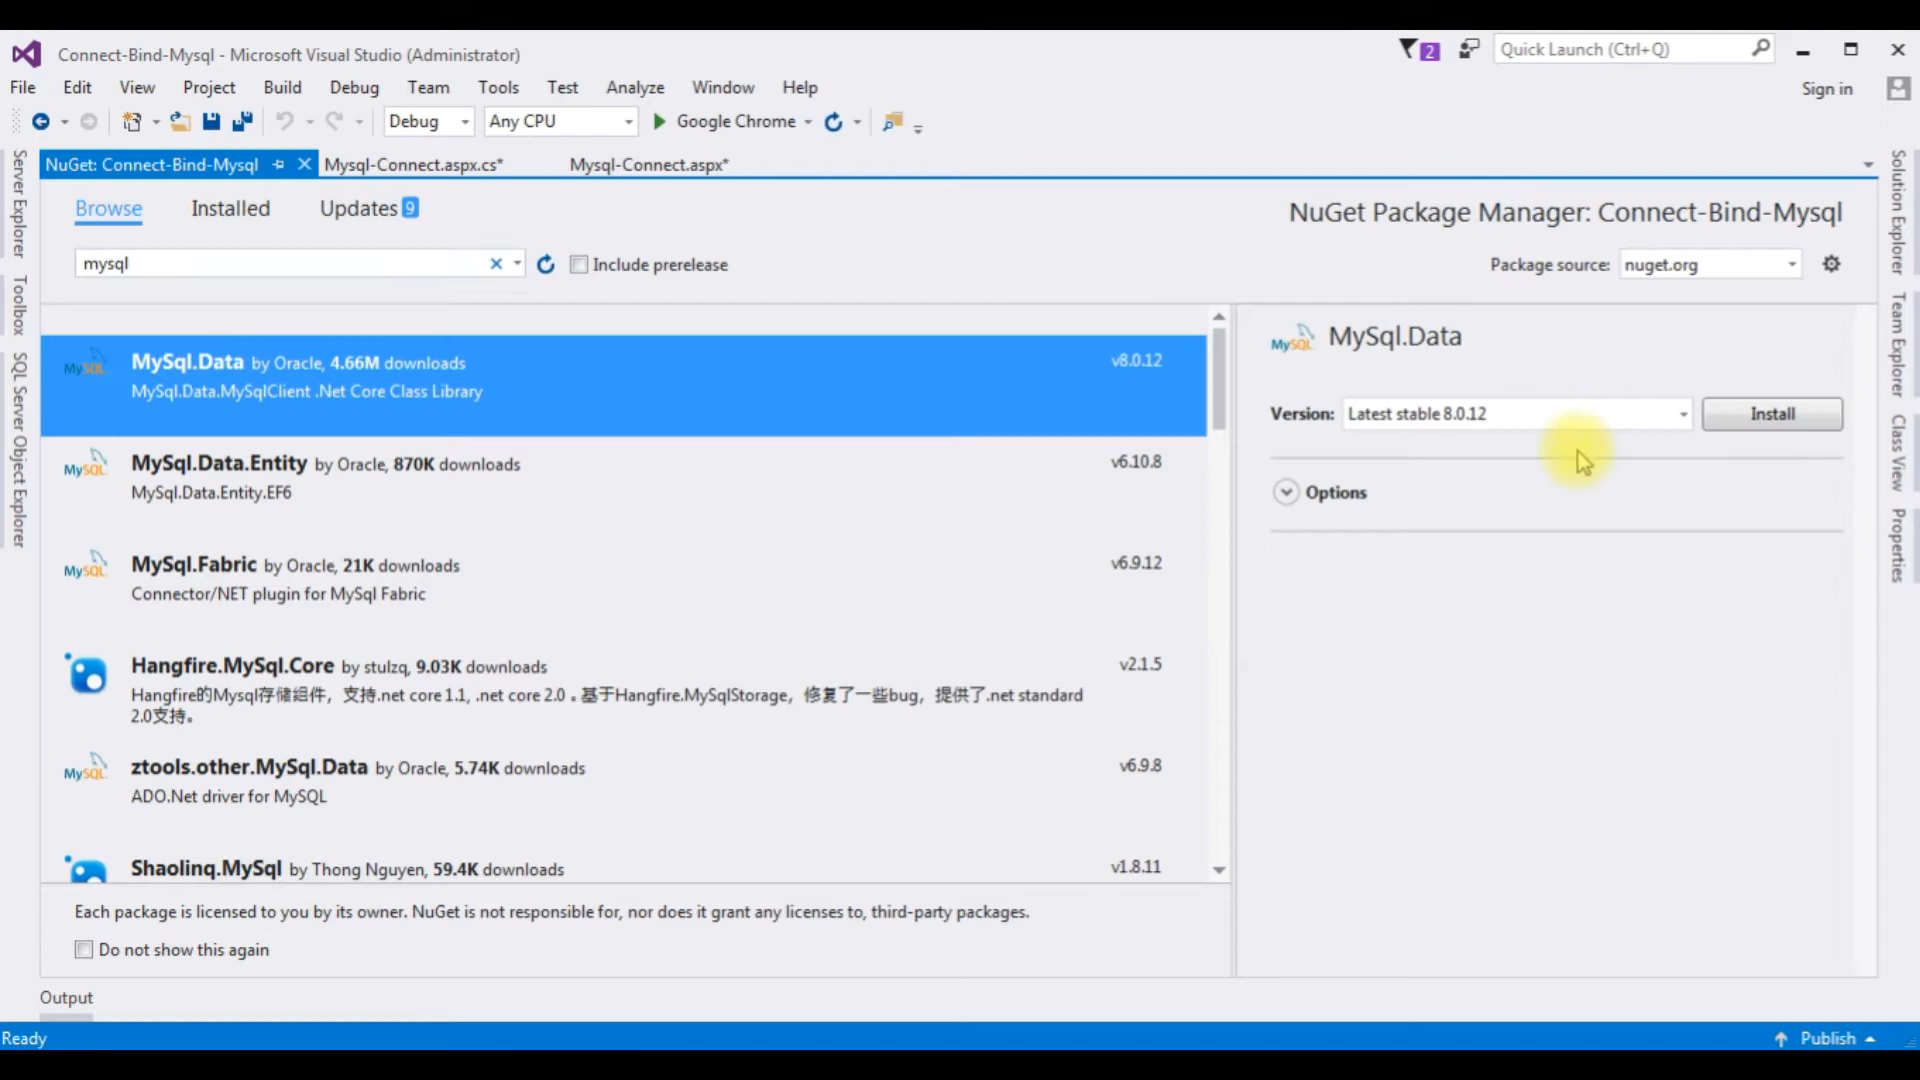 Connect-Bind-Mysql - Microsoft Visual Studio (Administrator)
2
Quick Launch (Ctrl+Q)
File Edit View Project Build Debug Team Tools Test Analyze Window Help
Sign in
Debug Any CPU Google Chrome
NuGet: Connect-Bind-Mysql Mysql-Connect.aspx.cs* Mysql-Connect.aspx*
Server Explorer
Toolbox
SQL Server Object Explorer
Browse Installed Updates 9
NuGet Package Manager: Connect-Bind-Mysql
mysql
Include prerelease
Package source: nuget.org
MySql.Data by Oracle, 4.66M downloads v8.0.12
MySql.Data.MySqlClient .Net Core Class Library
MySql.Data.Entity by Oracle, 870K downloads v6.10.8
MySql.Data.Entity.EF6
MySql.Fabric by Oracle, 21K downloads v6.9.12
Connector/NET plugin for MySql Fabric
Hangfire.MySql.Core by stulzq, 9.03K downloads v2.1.5
Hangfire的Mysql存储组件，支持.net core 1.1, .net core 2.0 。基于Hangfire.MySqlStorage，修复了一些bug，提供了.net standard
2.0支持。
ztools.other.MySql.Data by Oracle, 5.74K downloads v6.9.8
ADO.Net driver for MySQL
Shaolinq.MySql by Thong Nguyen, 59.4K downloads v1.8.11
Each package is licensed to you by its owner. NuGet is not responsible for, nor does it grant any licenses to, third-party packages.
Do not show this again
MySQL MySql.Data
Version: Latest stable 8.0.12 Install
Options
Solution Explorer
Team Explorer
Class View
Properties
Output
Ready
Publish